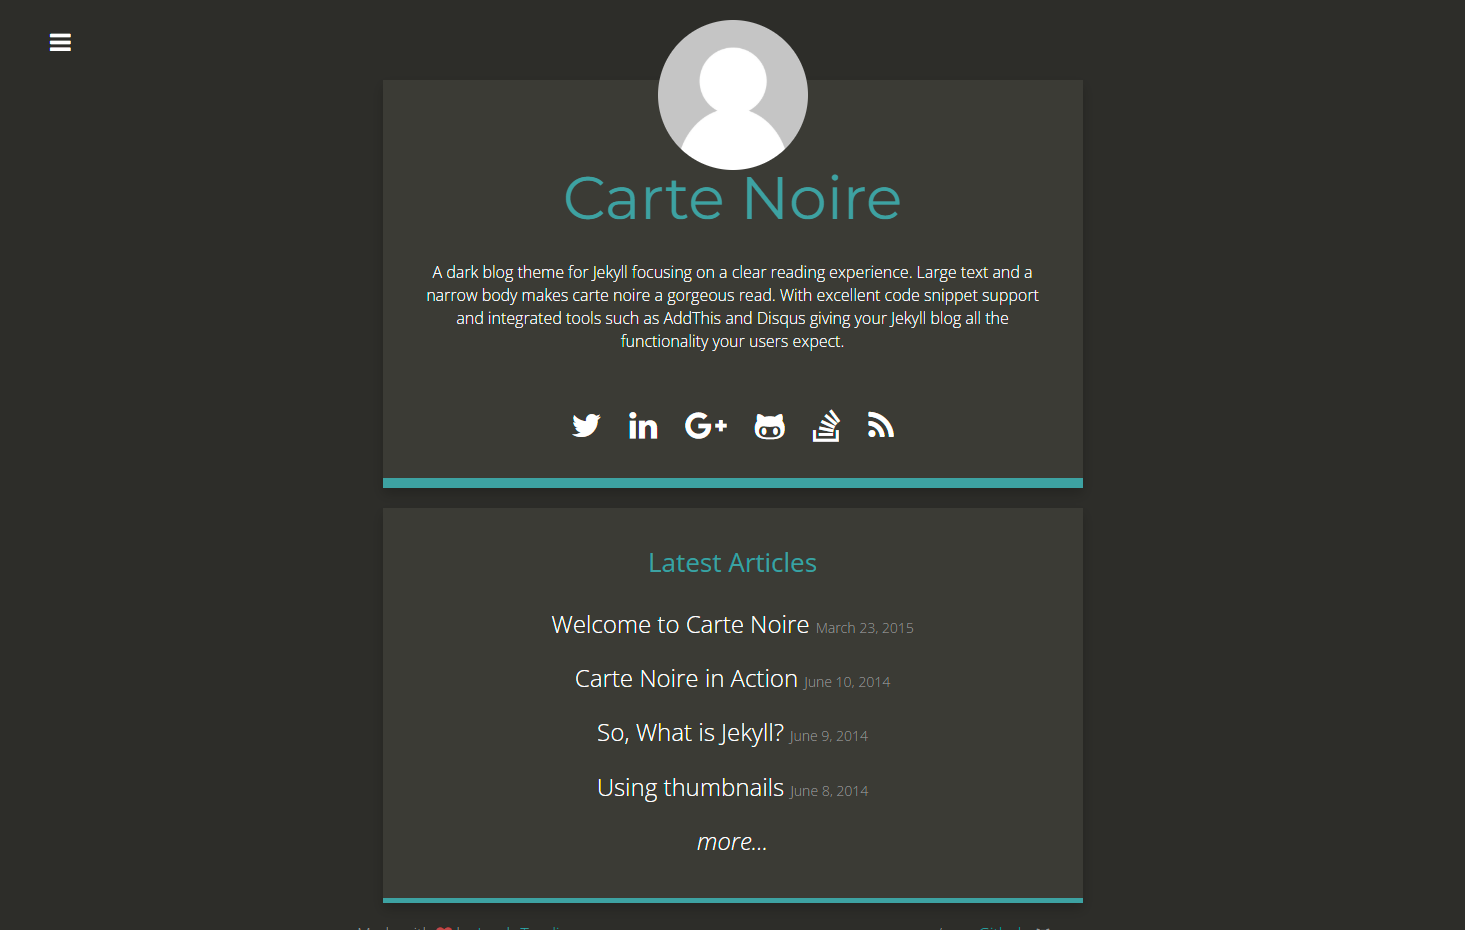 Carte Noire
A dark blog theme for Jekyll focusing on a clear reading experience. Large text and a
narrow body makes carte noire a gorgeous read. With excellent code snippet support
and integrated tools such as AddThis and Disqus giving your Jekyll blog all the
functionality your users expect.
Latest Articles
Welcome to Carte Noire March 23, 2015
Carte Noire in Action June 10, 2014
So, What is Jekyll? June 9, 2014
Using thumbnails June 8, 2014
more...